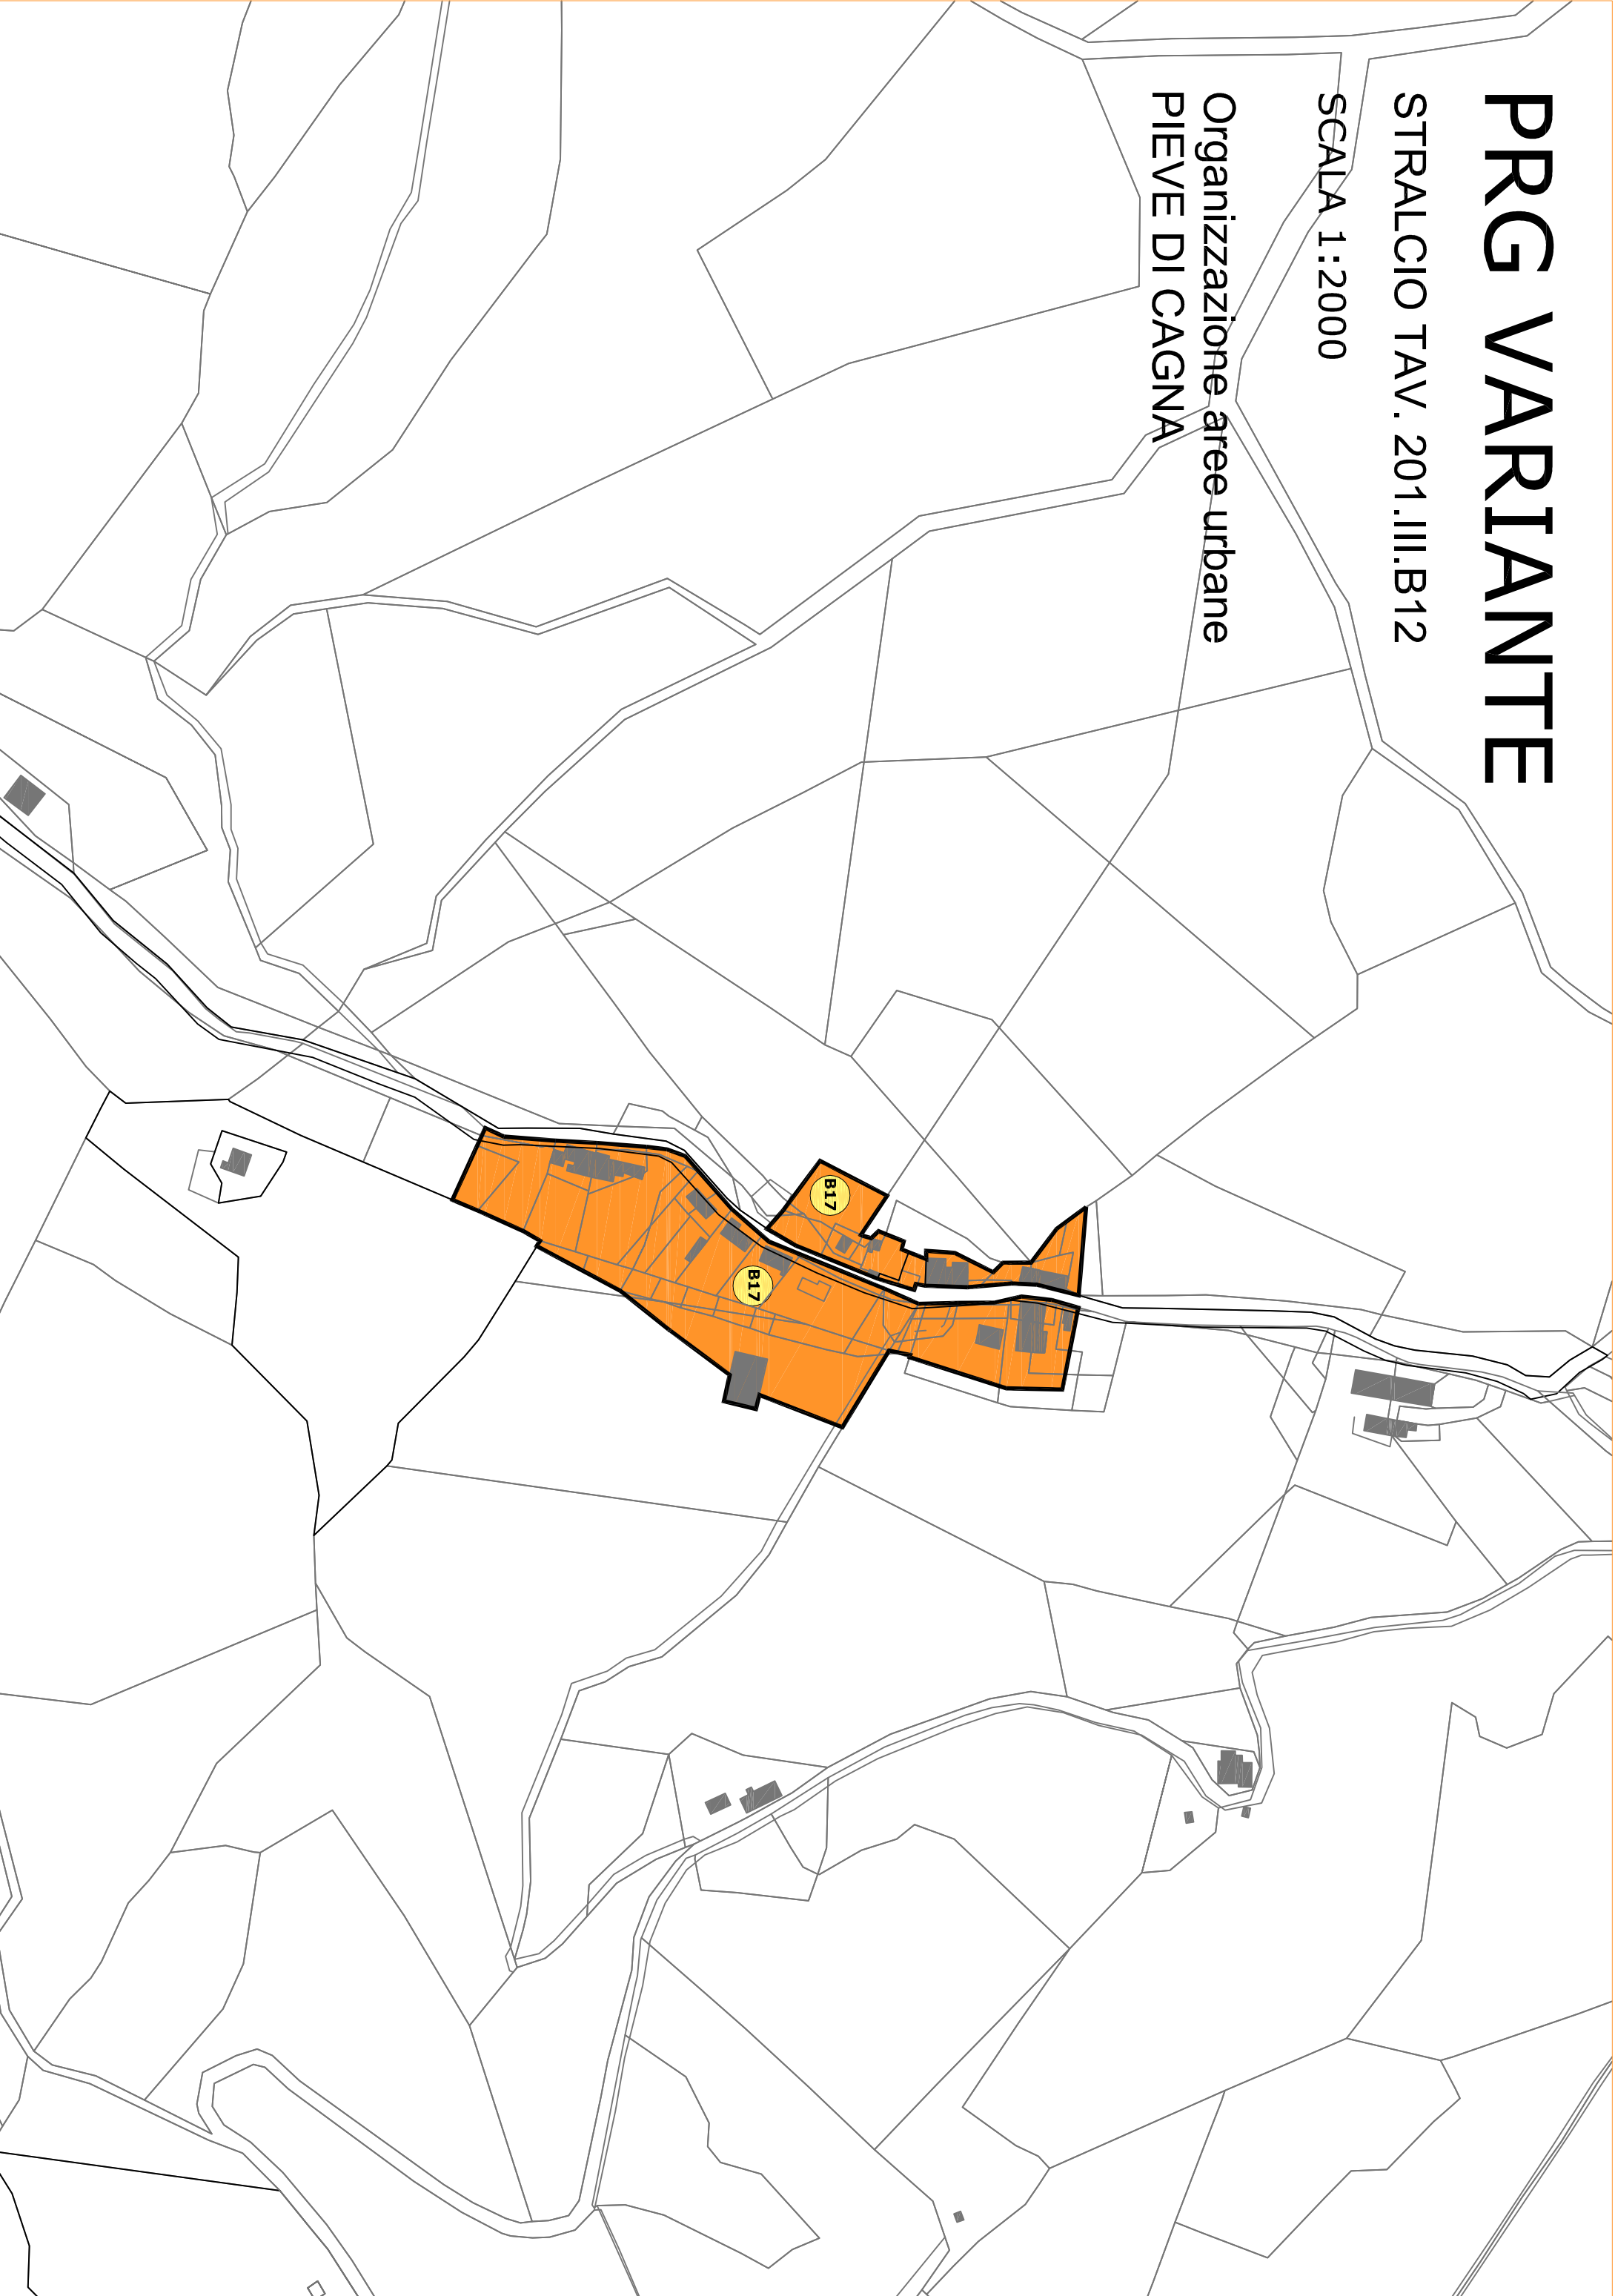 PRG VARIANTE
STRALCIO TAV. 201.III.B12
SCALA 1:2000
Organizzazione aree urbane
PIEVE DI CAGNA
B17
B17